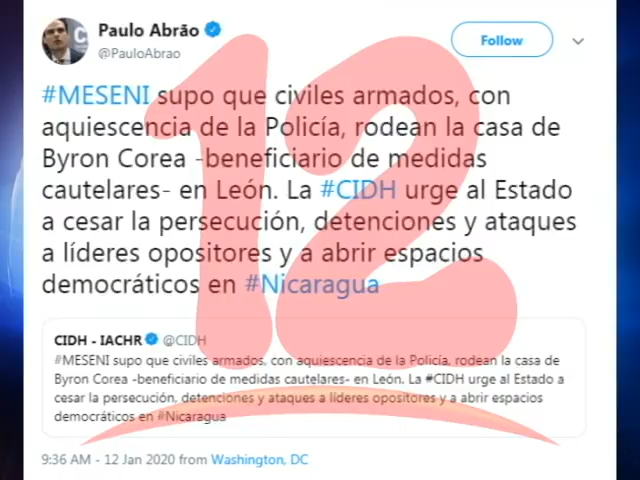 Paulo Abrão
@PauloAbrao
Follow
#MESENI supo que civiles armados, con
aquiescencia de la Policía, rodean la casa de
Byron Corea -beneficiario de medidas
cautelares- en León. La #CIDH urge al Estado
a cesar la persecución, detenciones y ataques
a líderes opositores y a abrir espacios
democráticos en #Nicaragua
CIDH - IACHR @CIDH
#MESENI supo que civiles armados, con aquiescencia de la Policía, rodean la casa de
Byron Corea -beneficiario de medidas cautelares- en León. La #CIDH urge al Estado a
cesar la persecución, detenciones y ataques a líderes opositores y a abrir espacios
democráticos en #Nicaragua
9:36 AM - 12 Jan 2020 from Washington, DC
12